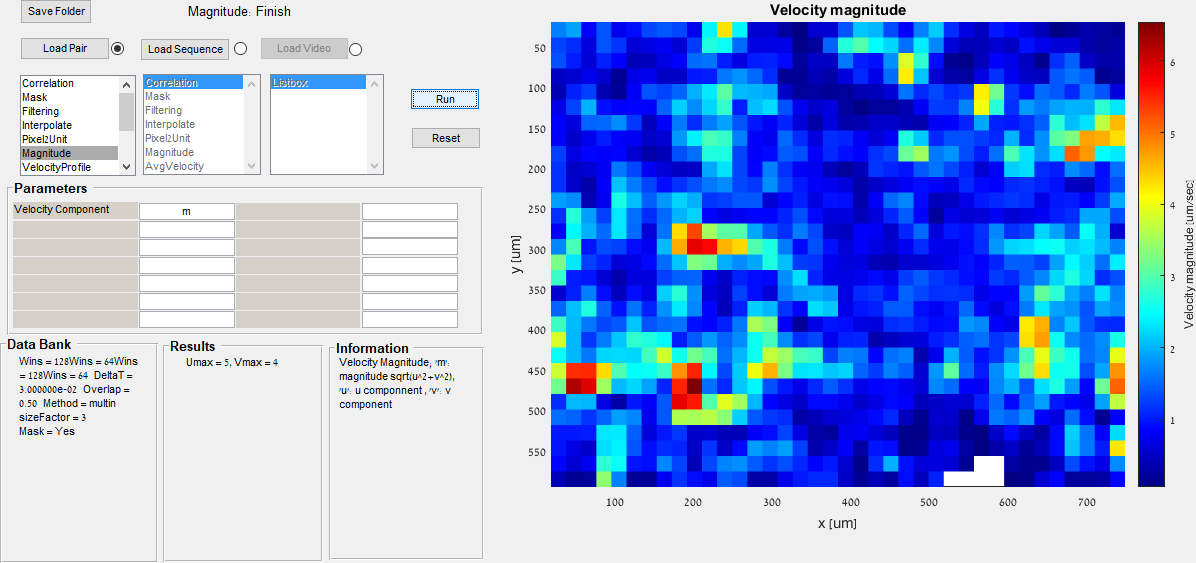 Save Folder
Magnitude: Finish
Load Pair
Load Sequence
Load Video
Correlation
Mask
Filtering
Interpolate
Pixel2Unit
Magnitude
VelocityProfile
Correlation
Mask
Filtering
Interpolate
Pixel2Unit
Magnitude
AvgVelocity
Listbox
Run
Reset
Parameters
Velocity Component
m
Data Bank
Wins = 128Wins = 64Wins
= 128Wins = 64 DeltaT =
3.000000e-02 Overlap =
0.50 Method = multin
sizeFactor = 3
Mask = Yes
Results
Umax = 5, Vmax = 4
Information
Velocity Magnitude, 'm':
magnitude sqrt(u^2+v^2),
'u': u componnent , 'v': v
component
Velocity magnitude
50
100
150
200
250
300
350
400
450
500
550
y [um]
100
200
300
400
500
600
700
x [um]
6
5
4
3
2
1
Velocity magnitude [um/sec]